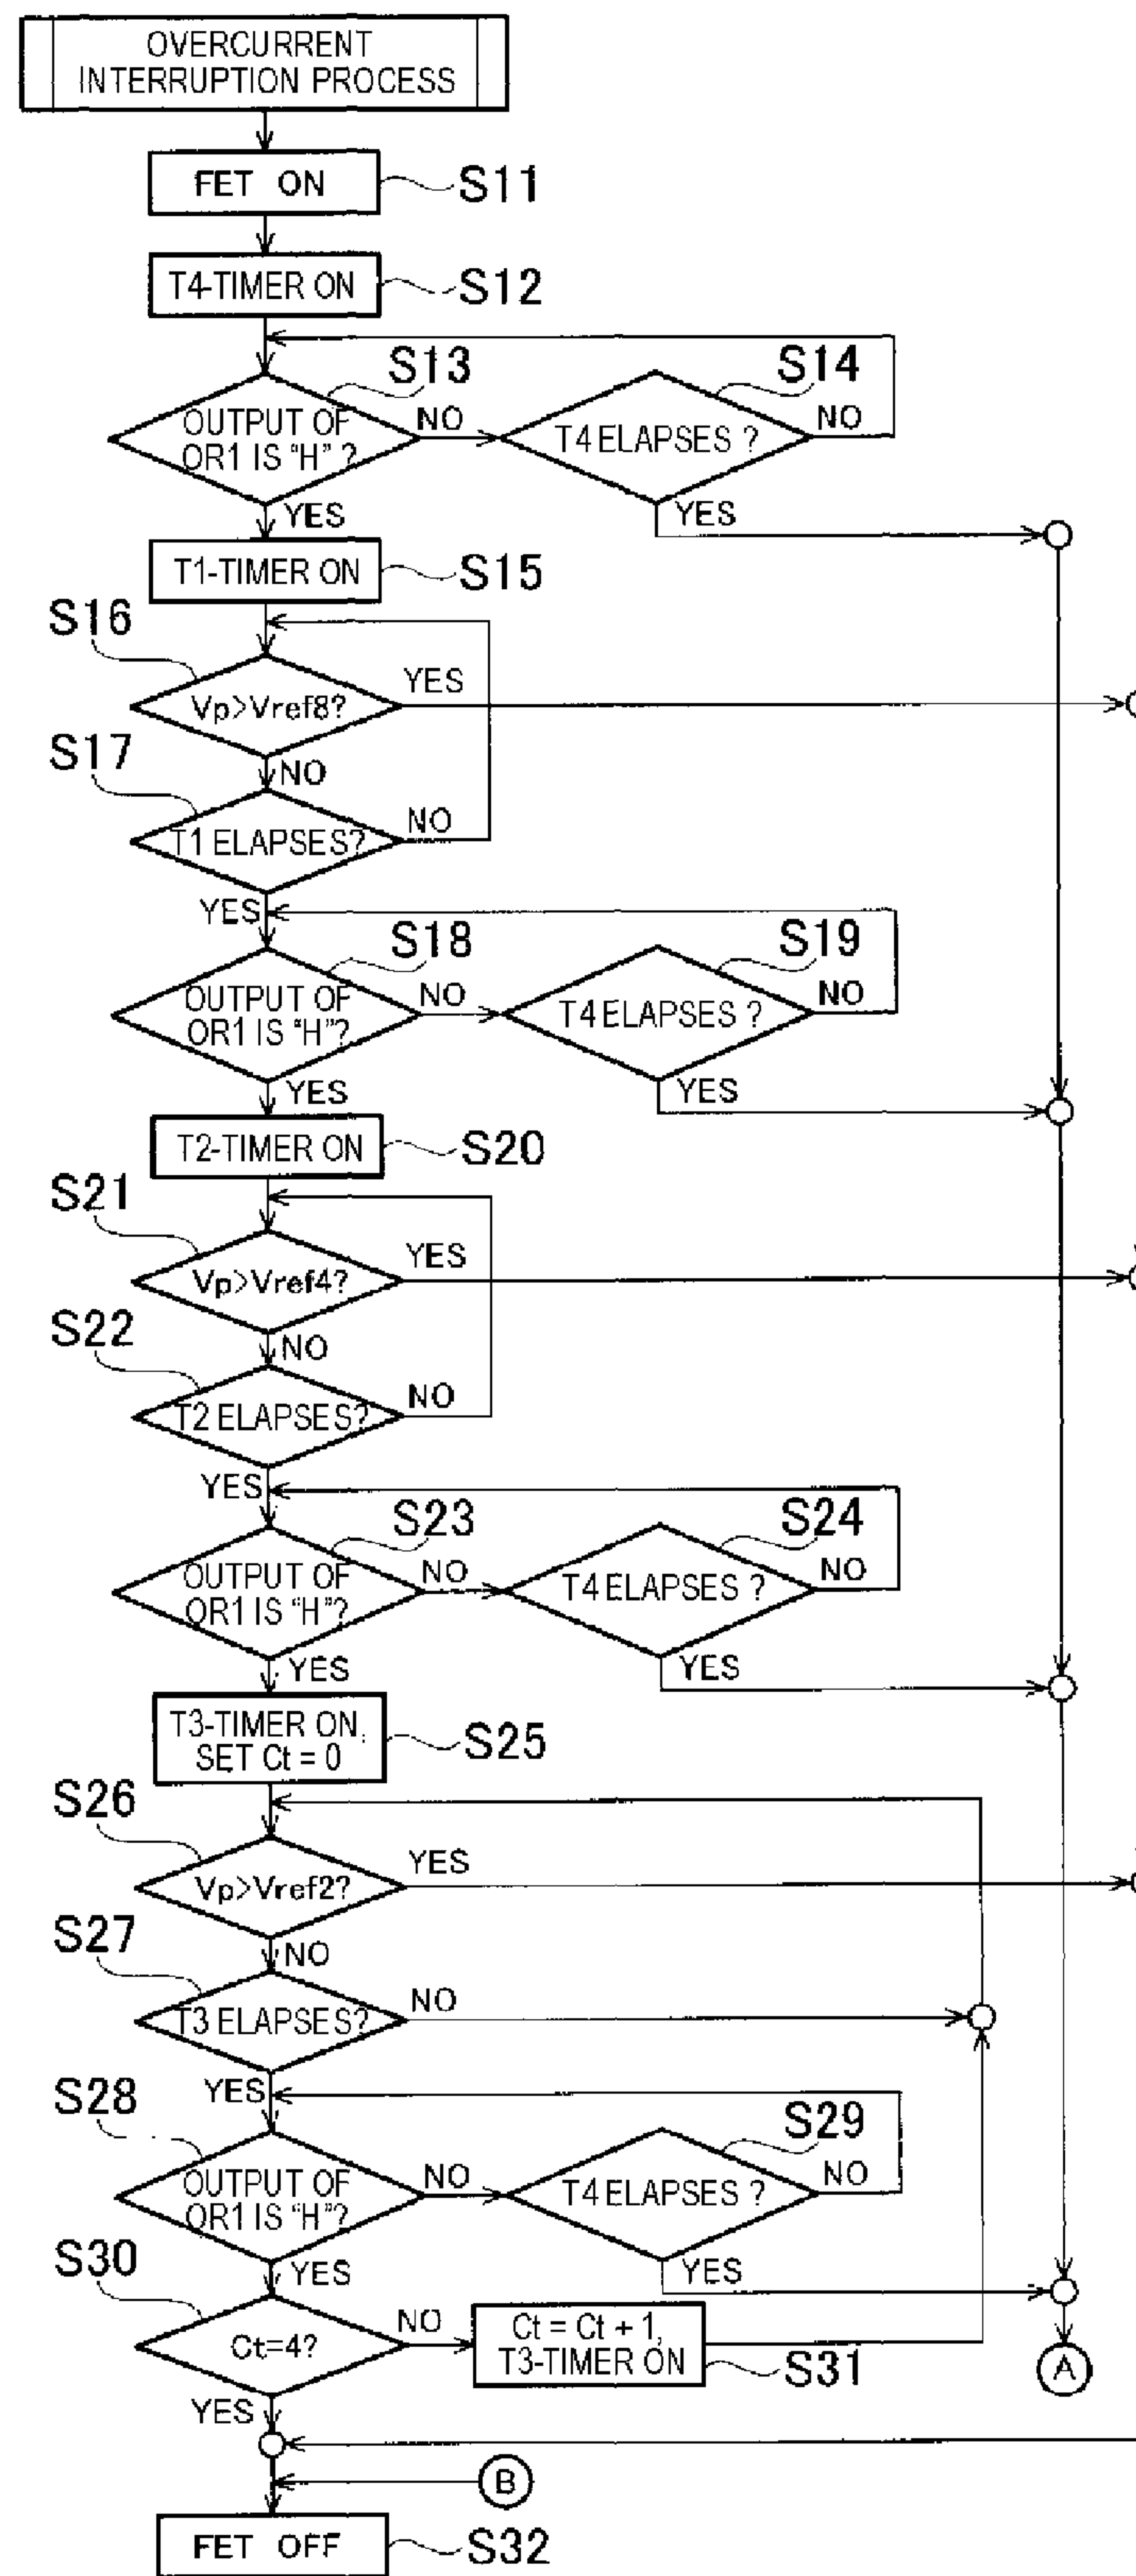 OVERCURRENT
INTERRUPTION PROCESS
FET ON
S11
T4-TIMER ON
S12
S13
OUTPUT OF
OR1 IS “H” ?
NO
YES
S14
T4 ELAPSES ?
NO
YES
T1-TIMER ON
S15
S16
Vp>Vref8?
YES
NO
S17
T1 ELAPSES?
NO
YES
S18
OUTPUT OF
OR1 IS “H”?
NO
YES
S19
T4 ELAPSES ?
NO
YES
T2-TIMER ON
S20
S21
Vp>Vref4?
YES
NO
S22
T2 ELAPSES?
NO
YES
S23
OUTPUT OF
OR1 IS “H”?
NO
YES
S24
T4 ELAPSES ?
NO
YES
T3-TIMER ON,
SET Ct = 0
S25
S26
Vp>Vref2?
YES
NO
S27
T3 ELAPSES?
NO
YES
S28
OUTPUT OF
OR1 IS “H”?
NO
YES
S29
T4 ELAPSES ?
NO
YES
S30
Ct=4?
NO
YES
Ct = Ct + 1,
T3-TIMER ON
S31
A
B
FET OFF
S32